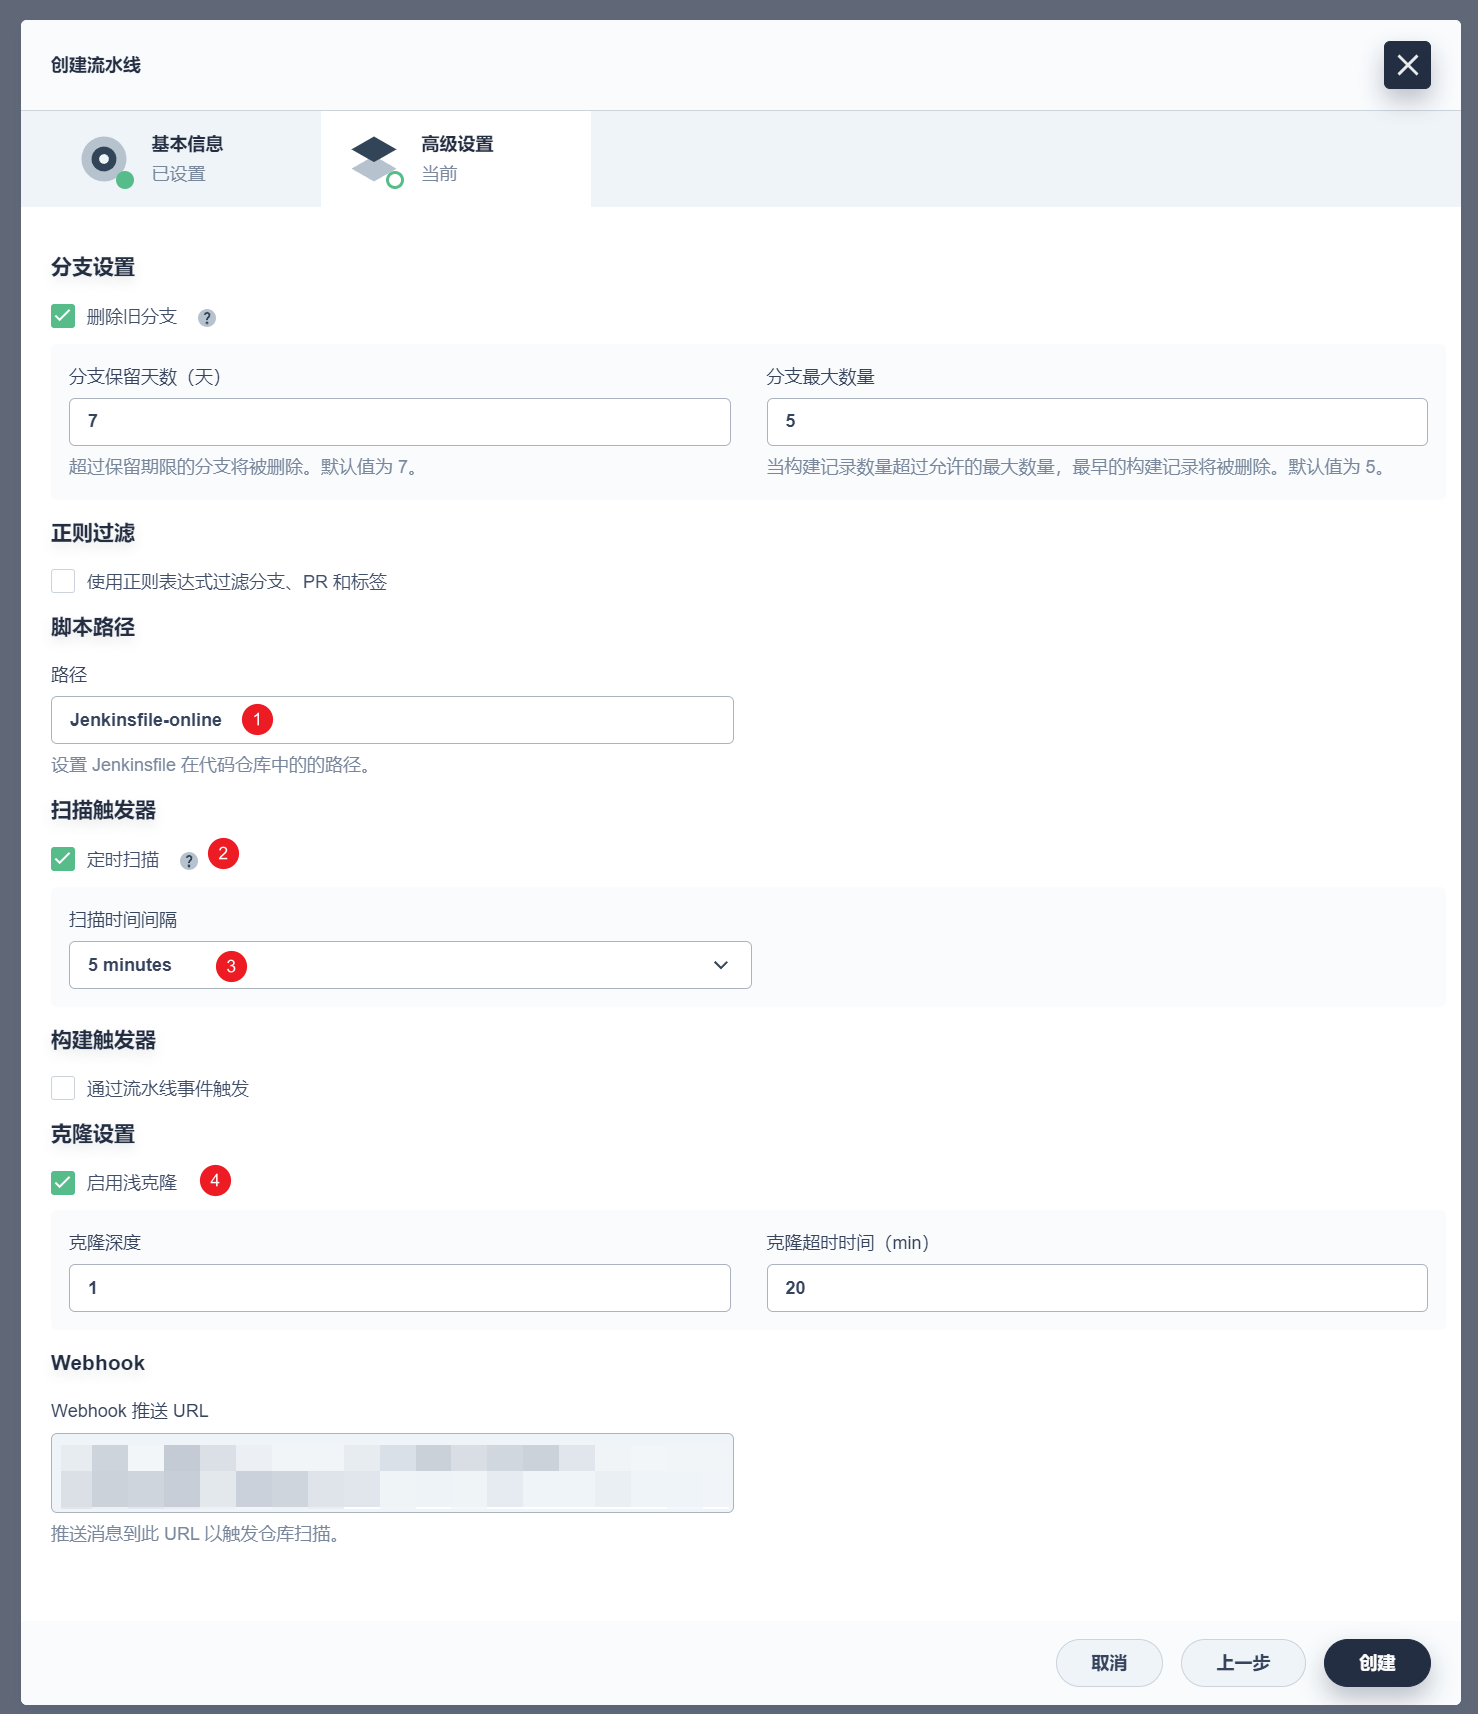 创建流水线
基本信息
已设置
高级设置
当前
分支设置
删除旧分支 ?
分支保留天数（天）
7
超过保留期限的分支将被删除。默认值为 7。
分支最大数量
5
当构建记录数量超过允许的最大数量，最早的构建记录将被删除。默认值为 5。
正则过滤
使用正则表达式过滤分支、PR 和标签
脚本路径
路径
Jenkinsfile-online 1
设置 Jenkinsfile 在代码仓库中的的路径。
扫描触发器
定时扫描 ? 2
扫描时间间隔
5 minutes 3
构建触发器
通过流水线事件触发
克隆设置
启用浅克隆 4
克隆深度
1
克隆超时时间（min）
20
Webhook
Webhook 推送 URL
推送消息到此 URL 以触发仓库扫描。
取消
上一步
创建